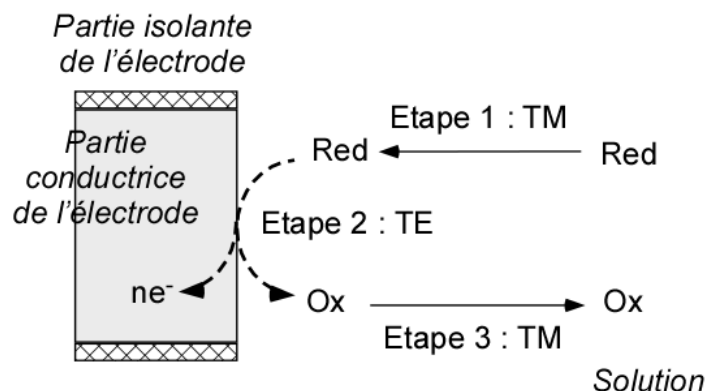 Partie isolante
de l'électrode
Partie
conductrice
de l'électrode
Etape 1 : TM
Red
Red
Etape 2 : TE
ne⁻
Ox
Ox
Etape 3 : TM
Solution